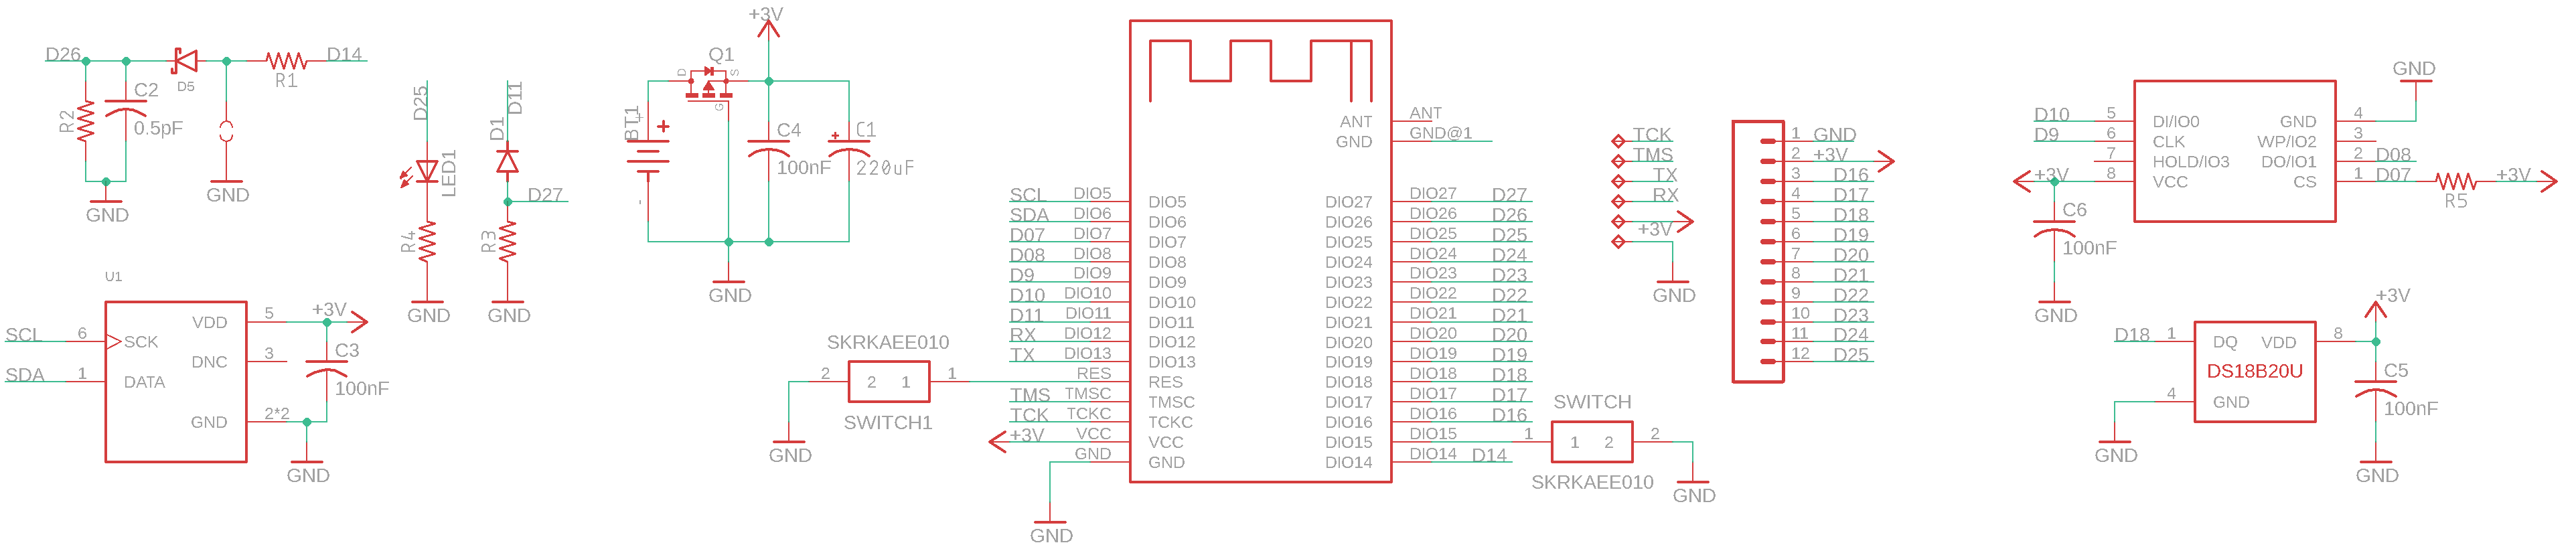 D26
D5
R1
D14
R2
C2
0.5pF
GND
GND
D25
LED1
R4
GND
D11
D1
D27
R3
GND
+3V
Q1
D
S
G
BT1
+
-
C4
100nF
C1
220uF
GND
U1
SCL 6 SCK
SDA 1 DATA
VDD 5 +3V
DNC 3
GND 2*2
C3
100nF
GND
ANT ANT
GND GND@1
SCL DIO5 DIO5
SDA DIO6 DIO6
D07 DIO7 DIO7
D08 DIO8 DIO8
D9 DIO9 DIO9
D10 DIO10 DIO10
D11 DIO11 DIO11
RX DIO12 DIO12
TX DIO13 DIO13
RES RES
TMS TMSC TMSC
TCK TCKC TCKC
+3V VCC VCC
GND GND
GND
DIO27 DIO27 D27
DIO26 DIO26 D26
DIO25 DIO25 D25
DIO24 DIO24 D24
DIO23 DIO23 D23
DIO22 DIO22 D22
DIO21 DIO21 D21
DIO20 DIO20 D20
DIO19 DIO19 D19
DIO18 DIO18 D18
DIO17 DIO17 D17
DIO16 DIO16 D16
DIO15 DIO15
DIO14 DIO14 D14
SKRKAEE010
2 2 1 1
SWITCH1
GND
SWITCH
1 1 2 2
SKRKAEE010
GND
TCK
TMS
TX
RX
+3V
GND
1 GND
2 +3V
3 D16
4 D17
5 D18
6 D19
7 D20
8 D21
9 D22
10 D23
11 D24
12 D25
GND
D10 5 DI/IO0 GND 4
D9 6 CLK WP/IO2 3
7 HOLD/IO3 DO/IO1 2 D08
+3V 8 VCC CS 1 D07
R5
+3V
C6
100nF
GND
+3V
D18 1 DQ VDD 8
DS18B20U
4 GND
GND
C5
100nF
GND